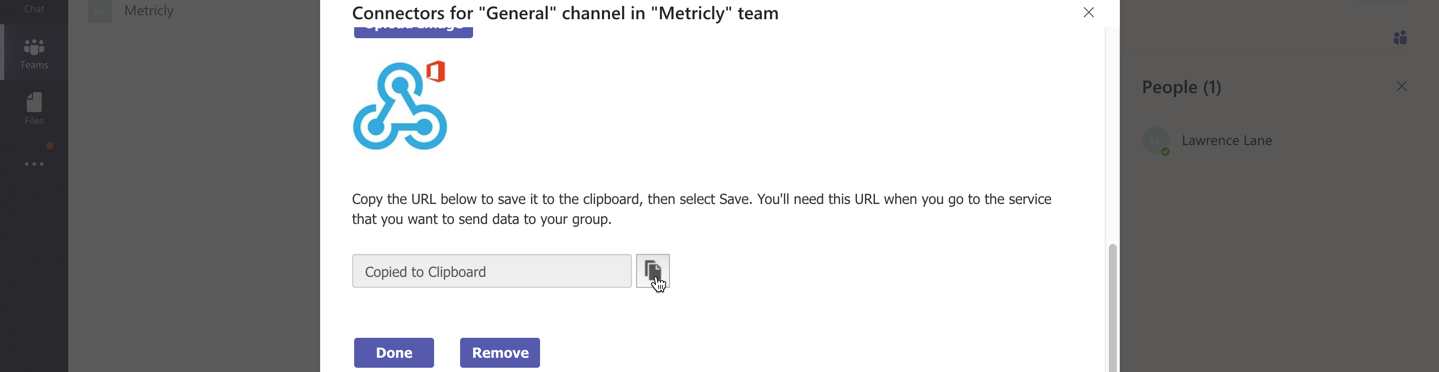 Chat
Metricly
Connectors for "General" channel in "Metricly" team
Upload Image
Teams
People (1)
Files
Lawrence Lane
Copy the URL below to save it to the clipboard, then select Save. You'll need this URL when you go to the service
that you want to send data to your group.
Copied to Clipboard
Done
Remove